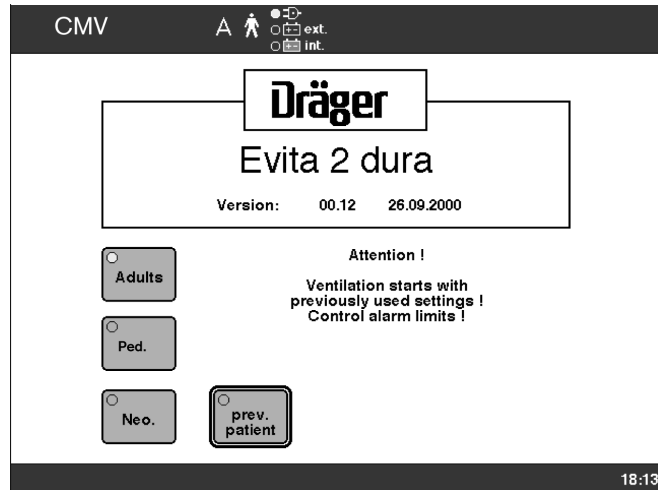 CMV A ext.
int.
Dräger
Evita 2 dura
Version: 00.12 26.09.2000
Adults
Attention !
Ventilation starts with
previously used settings !
Control alarm limits !
Ped.
Neo.
prev.
patient
18:13